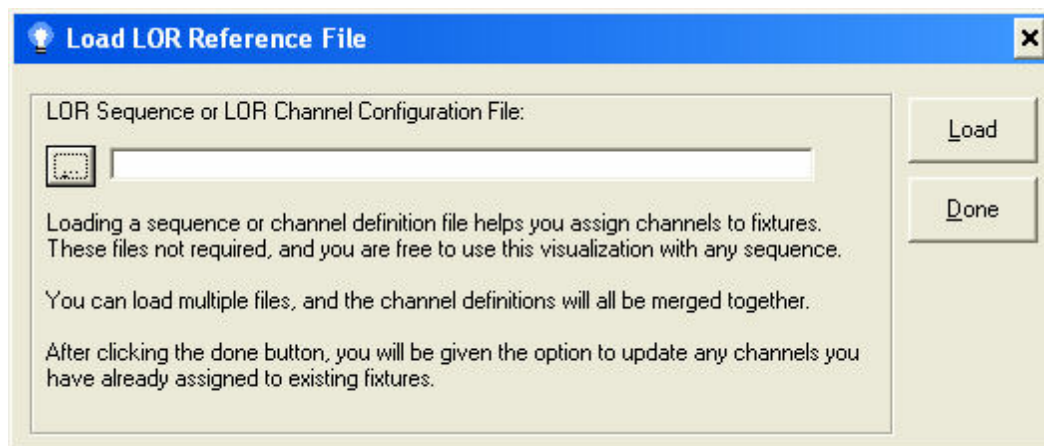 Load LOR Reference File
LOR Sequence or LOR Channel Configuration File:
...
Loading a sequence or channel definition file helps you assign channels to fixtures.
These files not required, and you are free to use this visualization with any sequence.
You can load multiple files, and the channel definitions will all be merged together.
After clicking the done button, you will be given the option to update any channels you
have already assigned to existing fixtures.
Load
Done